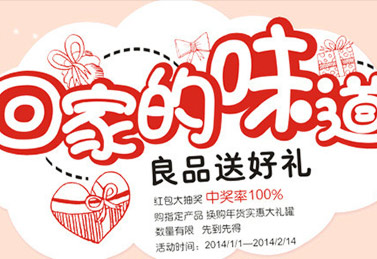 回家的味道
良品送好礼
红包大抽奖 中奖率100%
购指定产品 换购年货实惠大礼罐
数量有限 先到先得
活动时间：2014/1/1—2014/2/14